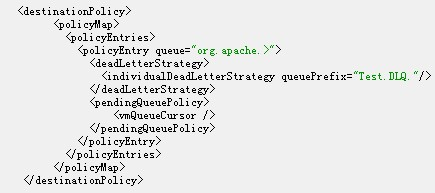 <destinationPolicy>
<policyMap>
<policyEntries>
<policyEntry queue="org.apache.>">
<deadLetterStrategy>
<individualDeadLetterStrategy queuePrefix="Test.DLQ."/>
</deadLetterStrategy>
<pendingQueuePolicy>
<vmQueueCursor />
</pendingQueuePolicy>
</policyEntry>
</policyEntries>
</policyMap>
</destinationPolicy>